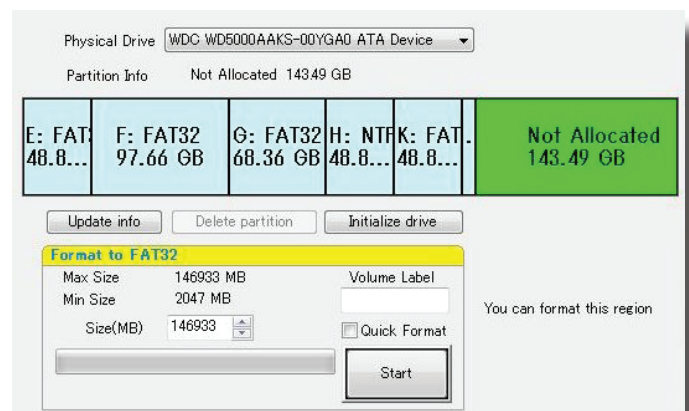 Physical Drive WDC WD5000AAKS-00YGA0 ATA Device
Partition Info Not Allocated 143.49 GB
E: FAT F: FAT32 G: FAT32 H: NTF K: FAT. . Not Allocated
48.8... 97.66 GB 68.36 GB 48.8... 48.8... 143.49 GB
Update info Delete partition Initialize drive
Format to FAT32
Max Size 146933 MB Volume Label
Min Size 2047 MB
You can format this region
Size(MB) 146933 Quick Format
Start